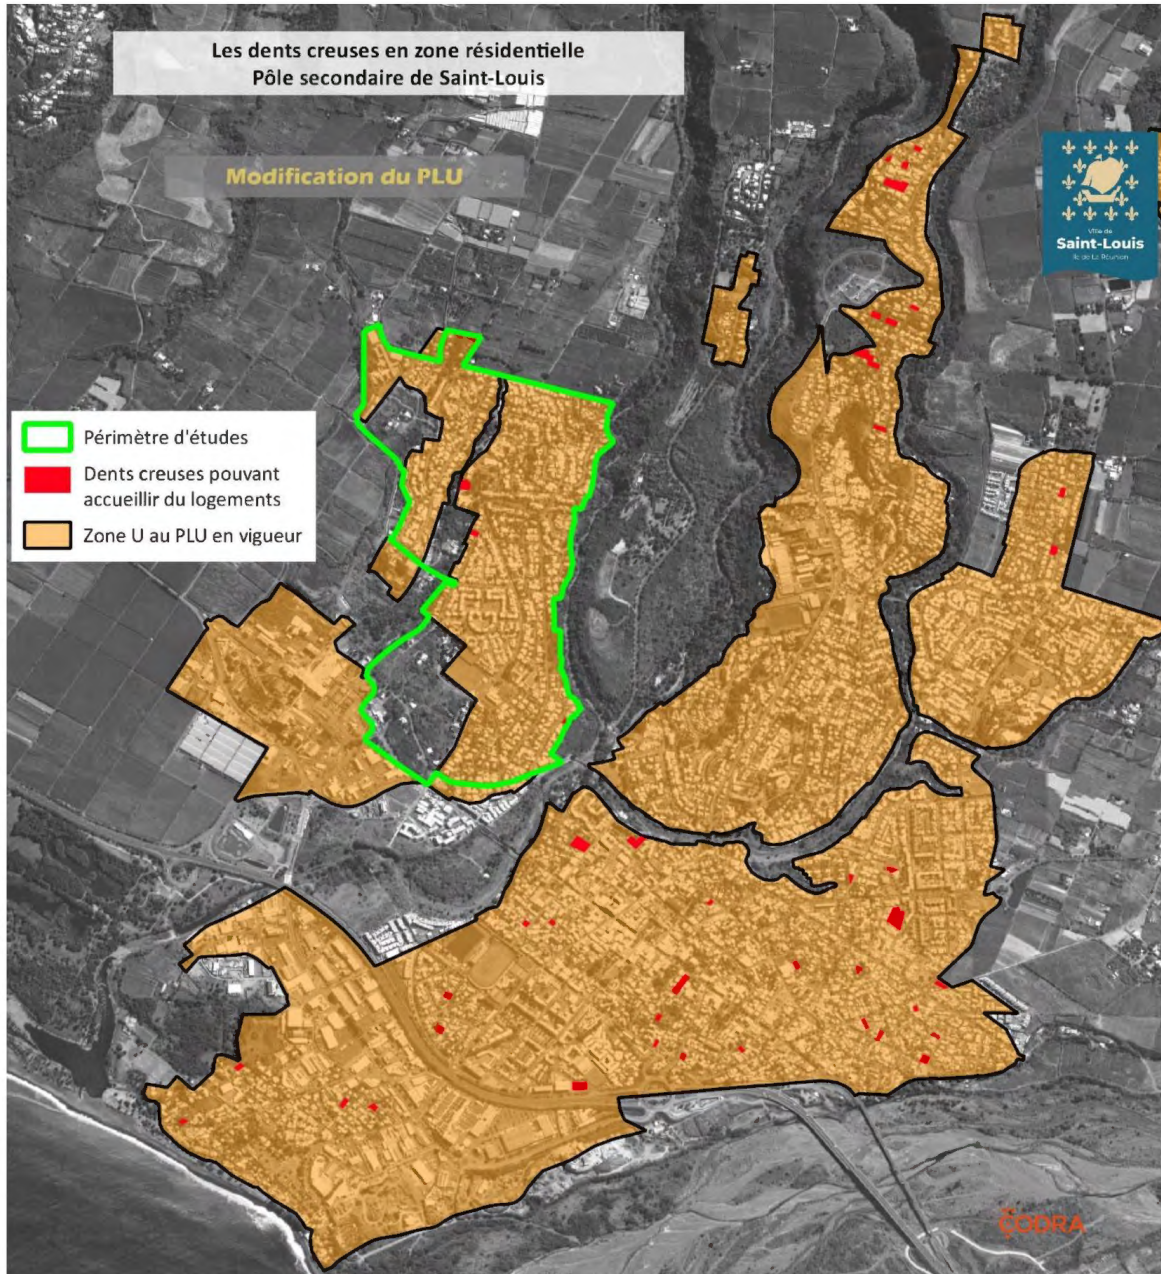 Les dents creuses en zone résidentielle
Pôle secondaire de Saint-Louis
Modification du PLU
Ville de
Saint-Louis
Île de La Réunion
Périmètre d'études
Dents creuses pouvant
accueillir du logements
Zone U au PLU en vigueur
CODRA